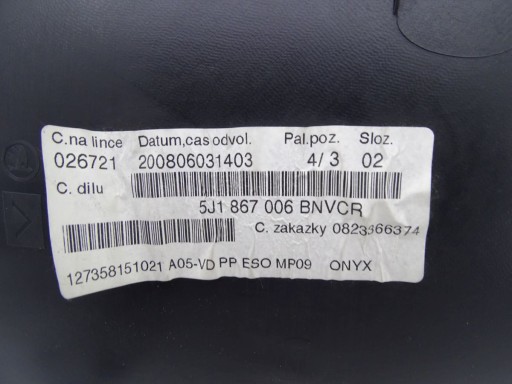 C.na lince Datum,cas odvol. Pal.poz. Sloz.
026721 200806031403 4/ 3 02
C. dilu
5J1 867 006 BNVCR
C. zakazky 0823666374
127358151021 A05-VD PP ESO MP09 ONYX